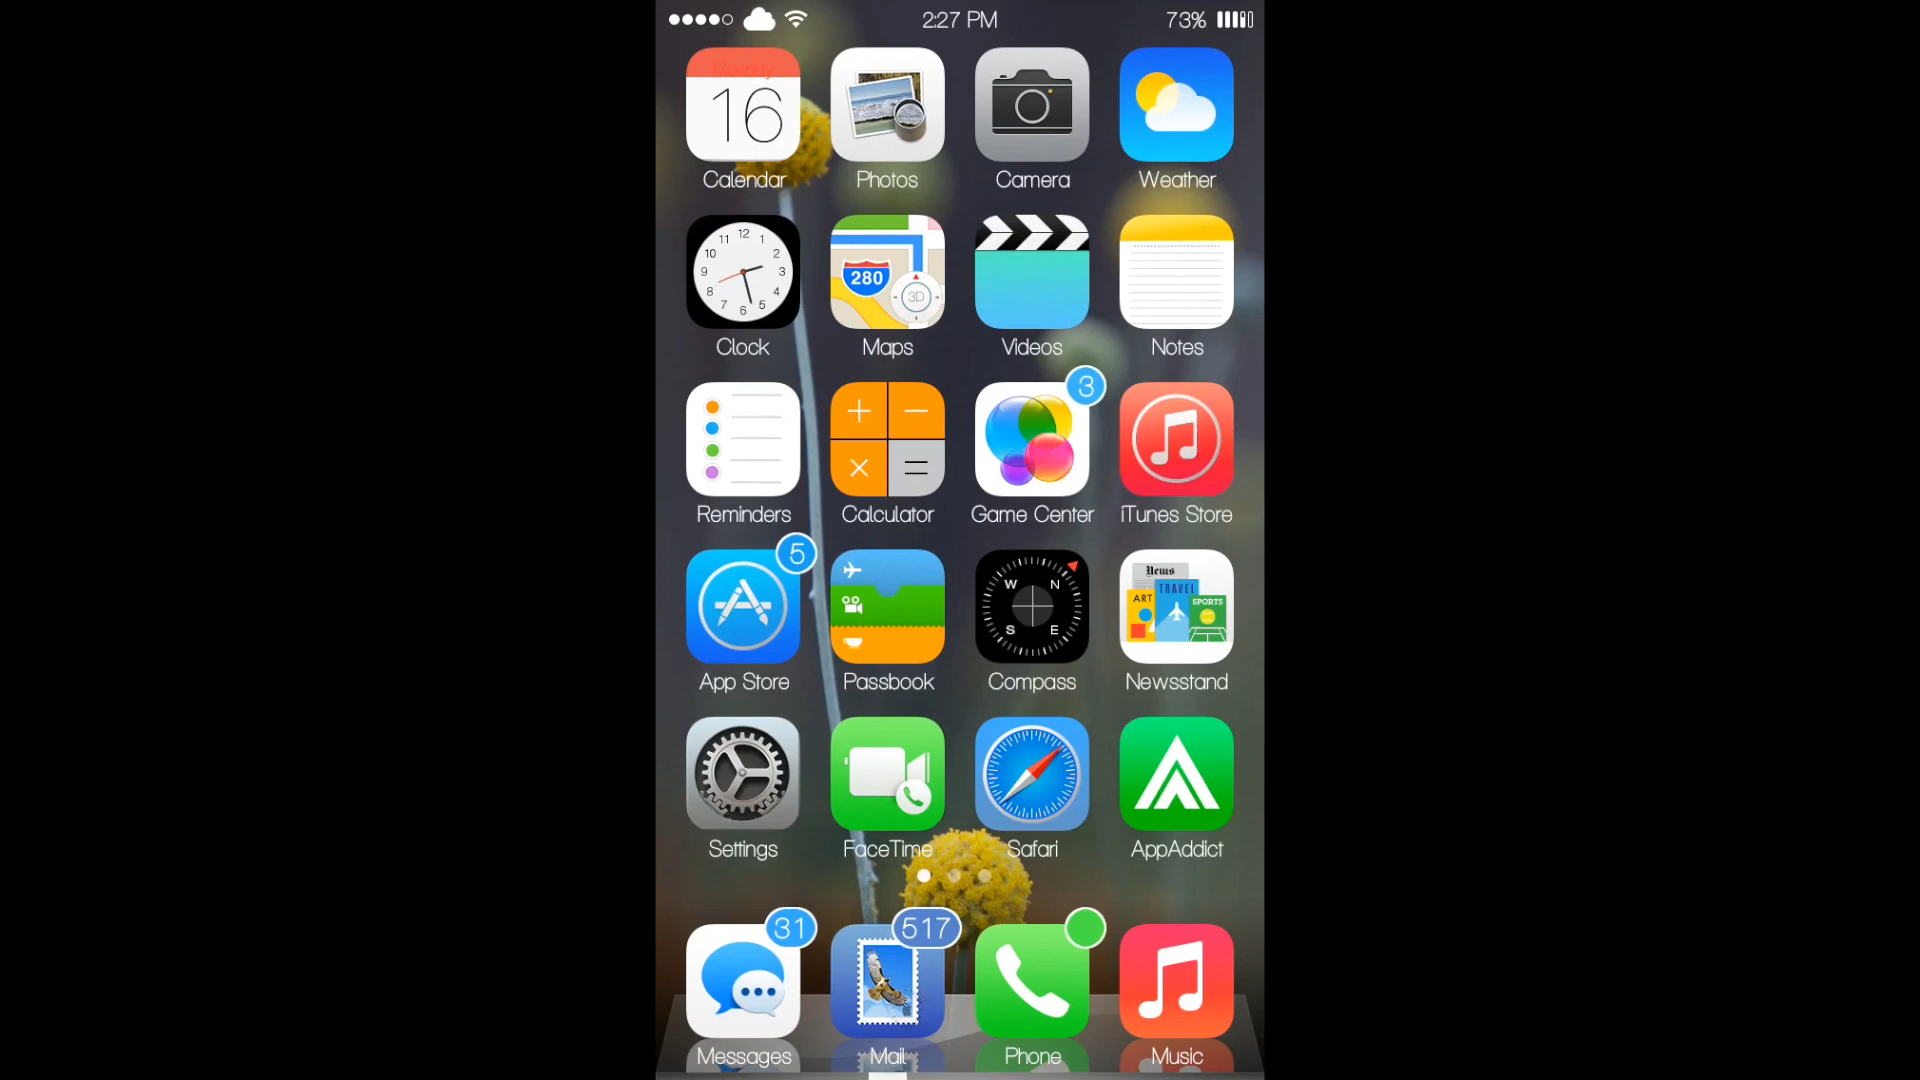 2:27 PM 73%
Monday
16
Calendar Photos Camera Weather
12
11 1
10 2
9 3
8 4
7 5
6
280
3D
Clock Maps Videos Notes
3
Reminders Calculator Game Center iTunes Store
5
W N
S E
News
TRAVEL
ART
SPORTS
App Store Passbook Compass Newsstand
Settings FaceTime Safari AppAddict
31 517
Messages Mail Phone Music